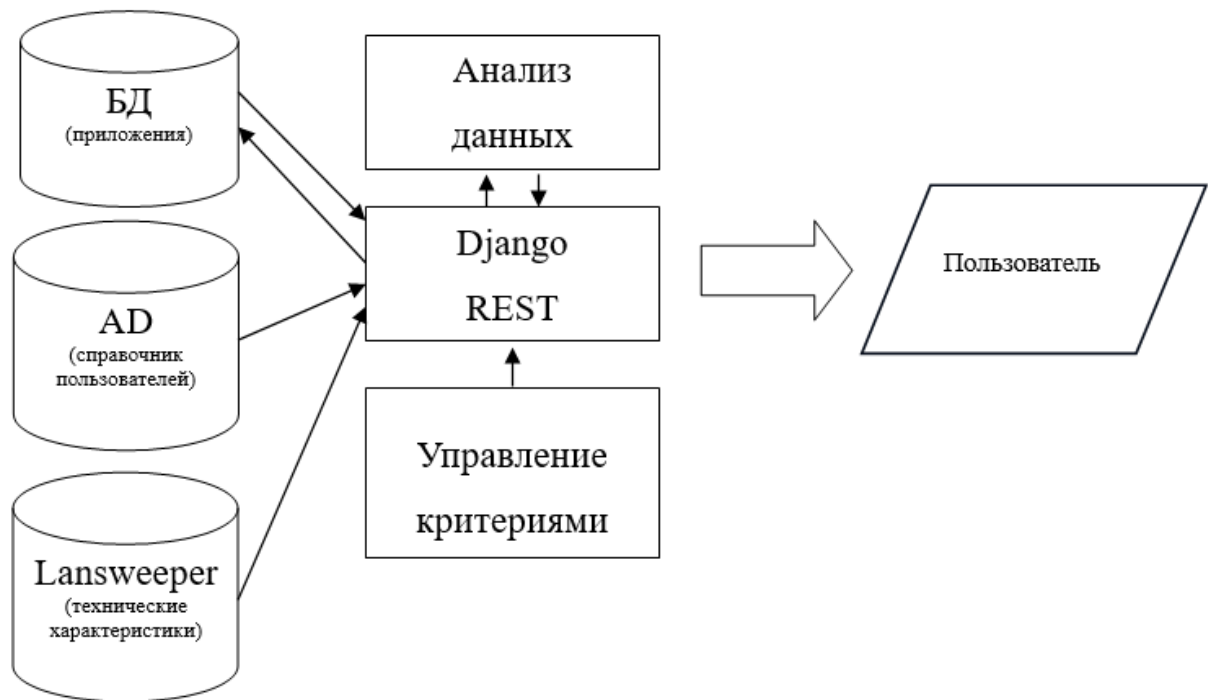 БД
(приложения)
AD
(справочник
пользователей)
Lansweeper
(технические
характеристики)
Анализ
данных
Django
REST
Управление
критериями
Пользователь